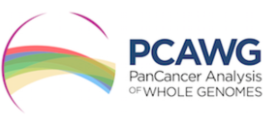 PCAWG
PanCancer Analysis
OF WHOLE GENOMES